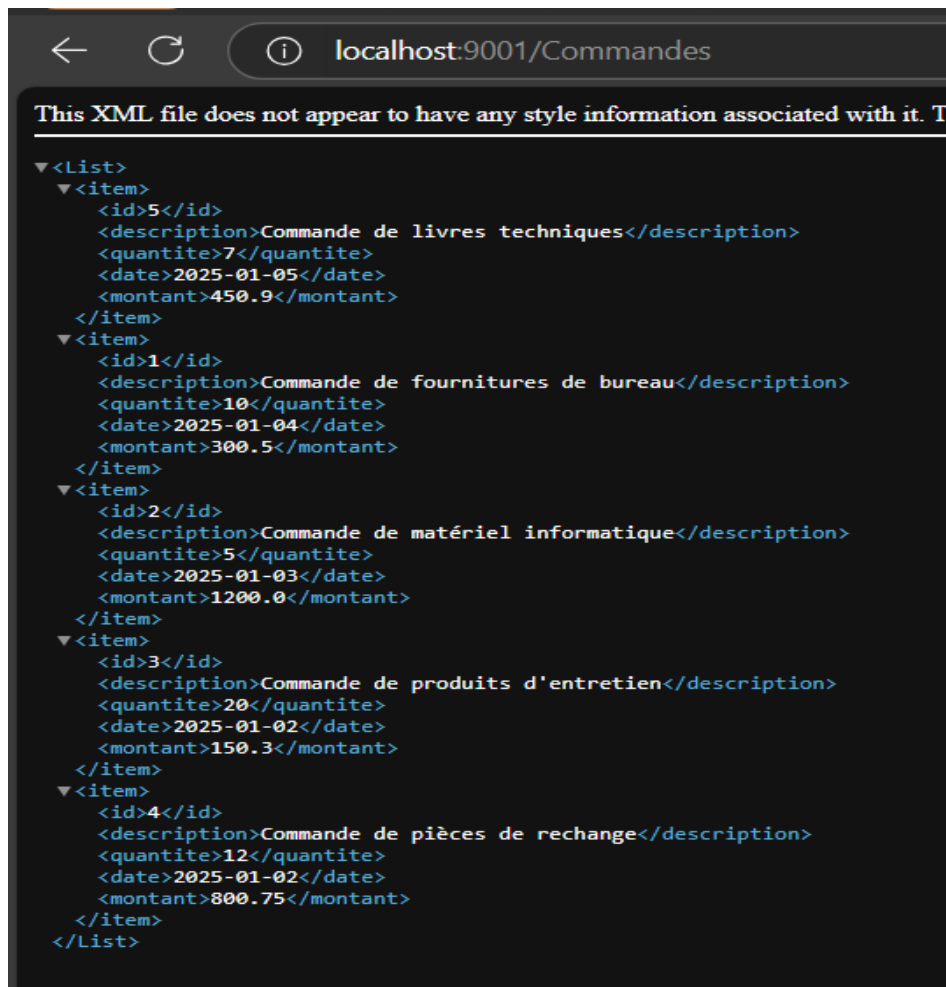 localhost:9001/Commandes
This XML file does not appear to have any style information associated with it. T
▼<List>
▼<item>
<id>5</id>
<description>Commande de livres techniques</description>
<quantite>7</quantite>
<date>2025-01-05</date>
<montant>450.9</montant>
</item>
▼<item>
<id>1</id>
<description>Commande de fournitures de bureau</description>
<quantite>10</quantite>
<date>2025-01-04</date>
<montant>300.5</montant>
</item>
▼<item>
<id>2</id>
<description>Commande de matériel informatique</description>
<quantite>5</quantite>
<date>2025-01-03</date>
<montant>1200.0</montant>
</item>
▼<item>
<id>3</id>
<description>Commande de produits d'entretien</description>
<quantite>20</quantite>
<date>2025-01-02</date>
<montant>150.3</montant>
</item>
▼<item>
<id>4</id>
<description>Commande de pièces de rechange</description>
<quantite>12</quantite>
<date>2025-01-02</date>
<montant>800.75</montant>
</item>
</List>